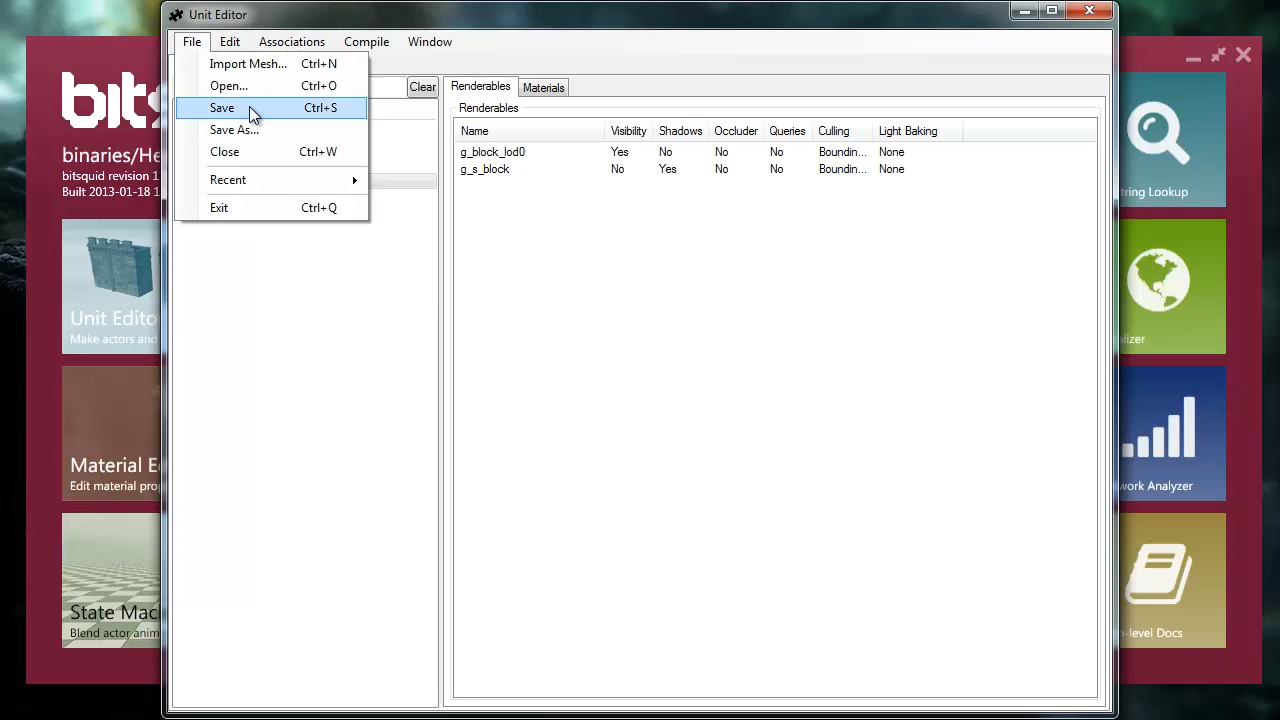 Unit Editor
File Edit Associations Compile Window
Import Mesh... Ctrl+N
Open... Ctrl+O
Save Ctrl+S
Save As...
Close Ctrl+W
Recent
Exit Ctrl+Q
Clear
Renderables Materials
Renderables
Name Visibility Shadows Occluder Queries Culling Light Baking
g_block_lod0 Yes No No No Boundin... None
g_s_block No Yes No No Boundin... None
bits
binaries/He
bitsquid revision 1
Built 2013-01-18 1
Unit Edito
Make actors and
Material E
Edit material prop
State Mac
Blend actor anim
tring Lookup
alizer
work Analyzer
n-level Docs